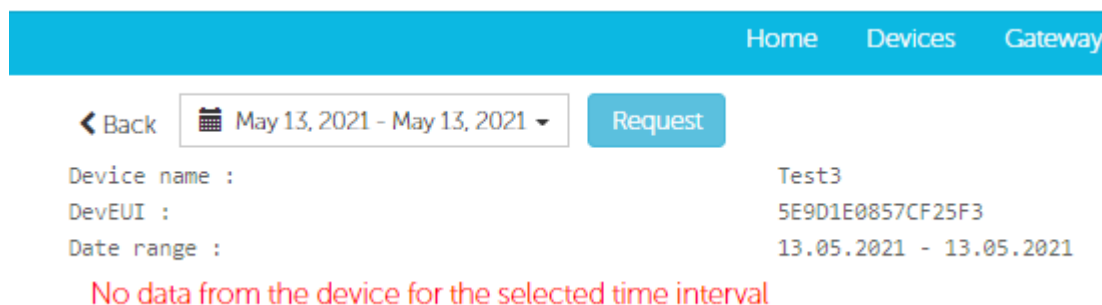 Home Devices Gateway
Back May 13, 2021 - May 13, 2021 Request
Device name : Test3
DevEUI : 5E9D1E0857CF25F3
Date range : 13.05.2021 - 13.05.2021
No data from the device for the selected time interval